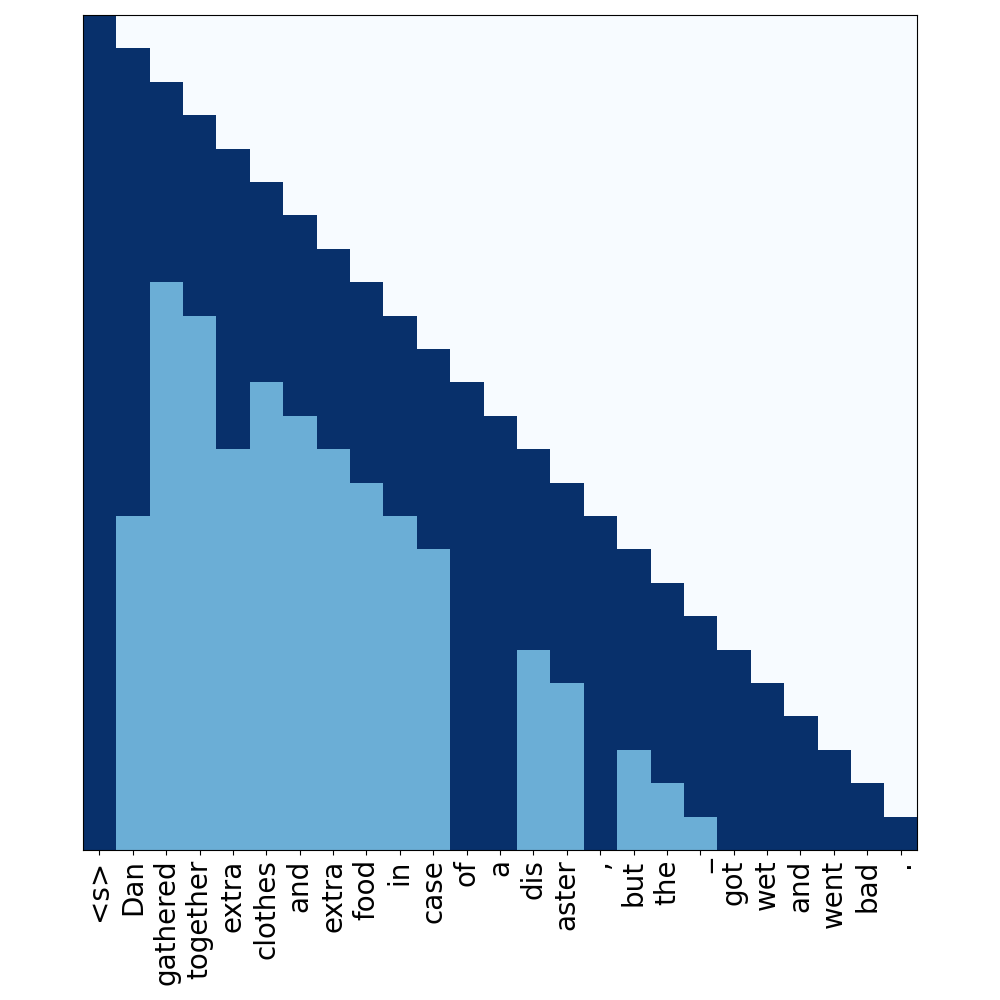 <s>
Dan
gathered
together
extra
clothes
and
extra
food
in
case
of
a
dis
aster
,
but
the
_
got
wet
and
went
bad
.